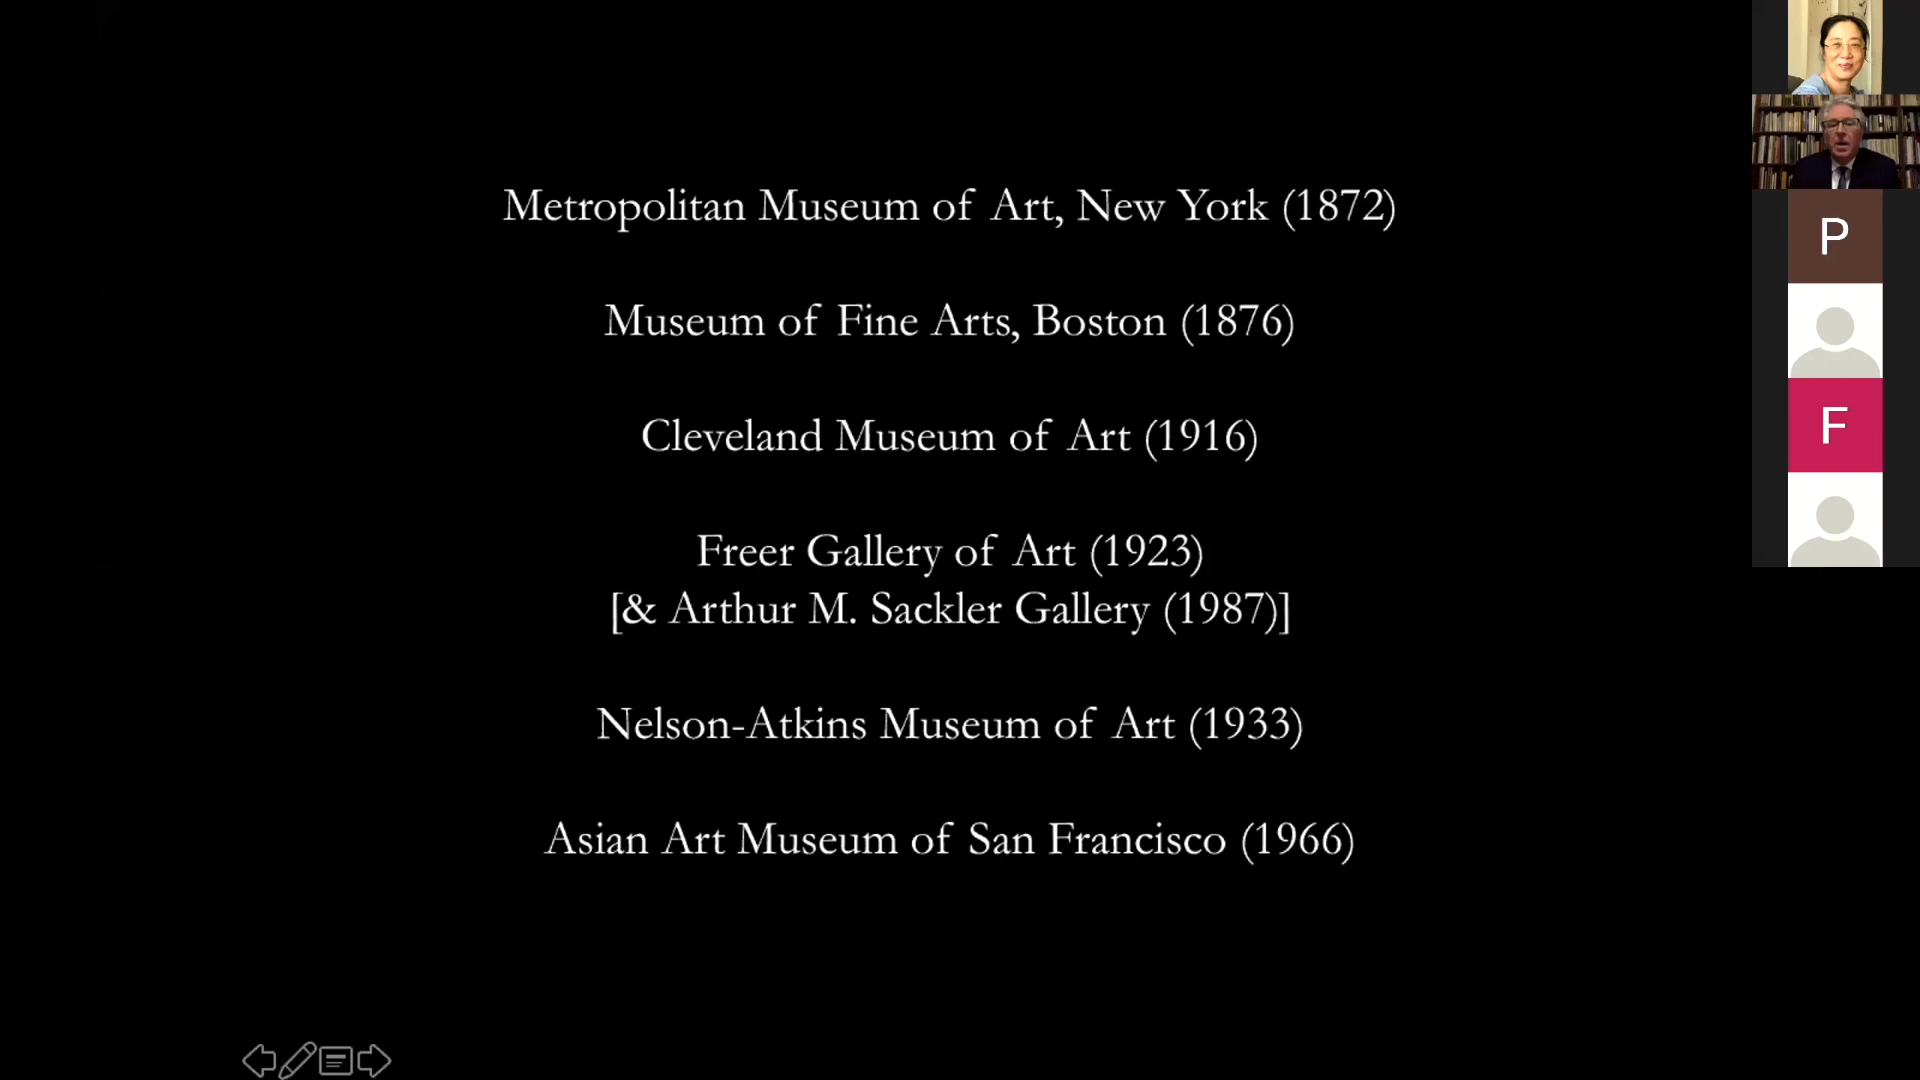 Metropolitan Museum of Art, New York (1872)
Museum of Fine Arts, Boston (1876)
Cleveland Museum of Art (1916)
Freer Gallery of Art (1923)
[& Arthur M. Sackler Gallery (1987)]
Nelson-Atkins Museum of Art (1933)
Asian Art Museum of San Francisco (1966)
P
F